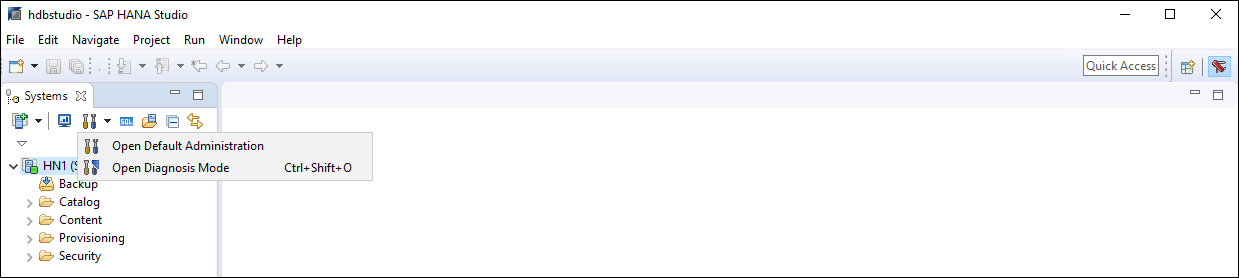 hdbstudio - SAP HANA Studio
File Edit Navigate Project Run Window Help
Quick Access
Systems
SQL
Open Default Administration
HN1 (S
Open Diagnosis Mode Ctrl+Shift+O
Backup
Catalog
Content
Provisioning
Security